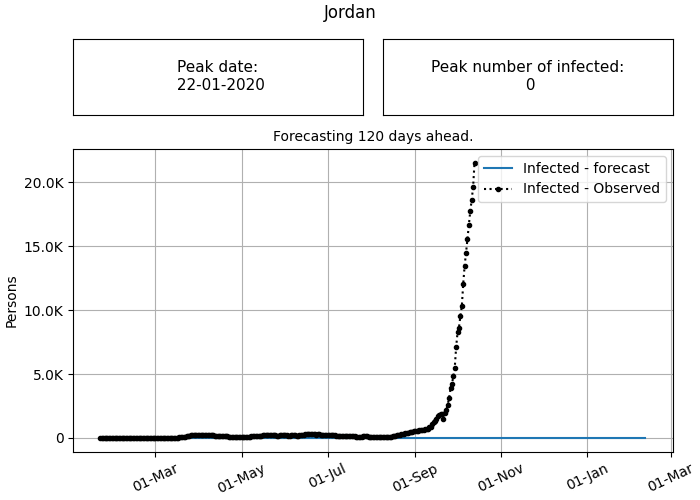 Jordan
Peak date:
22-01-2020
Peak number of infected:
0
Forecasting 120 days ahead.
Infected - forecast
Infected - Observed
20.0K
15.0K
10.0K
5.0K
0
Persons
01-Mar
01-May
01-Jul
01-Sep
01-Nov
01-Jan
01-Mar